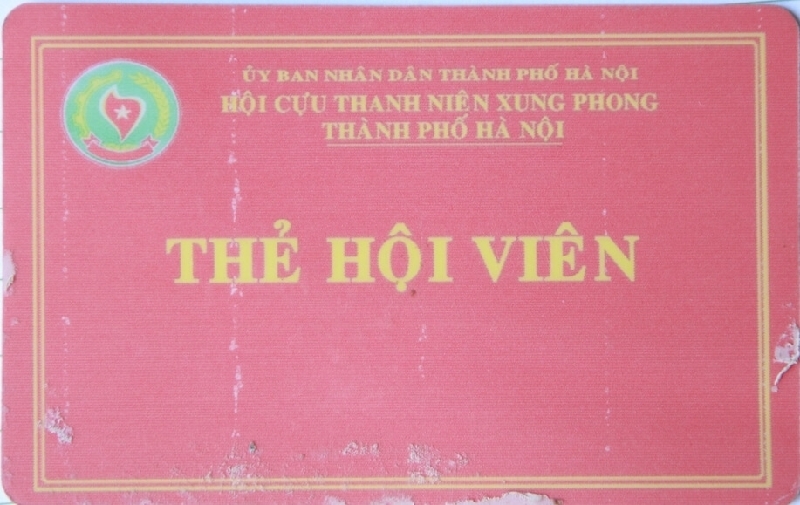 ỦY BAN NHÂN DÂN THÀNH PHỐ HÀ NỘI
HỘI CỰU THANH NIÊN XUNG PHONG
THÀNH PHỐ HÀ NỘI
THẺ HỘI VIÊN